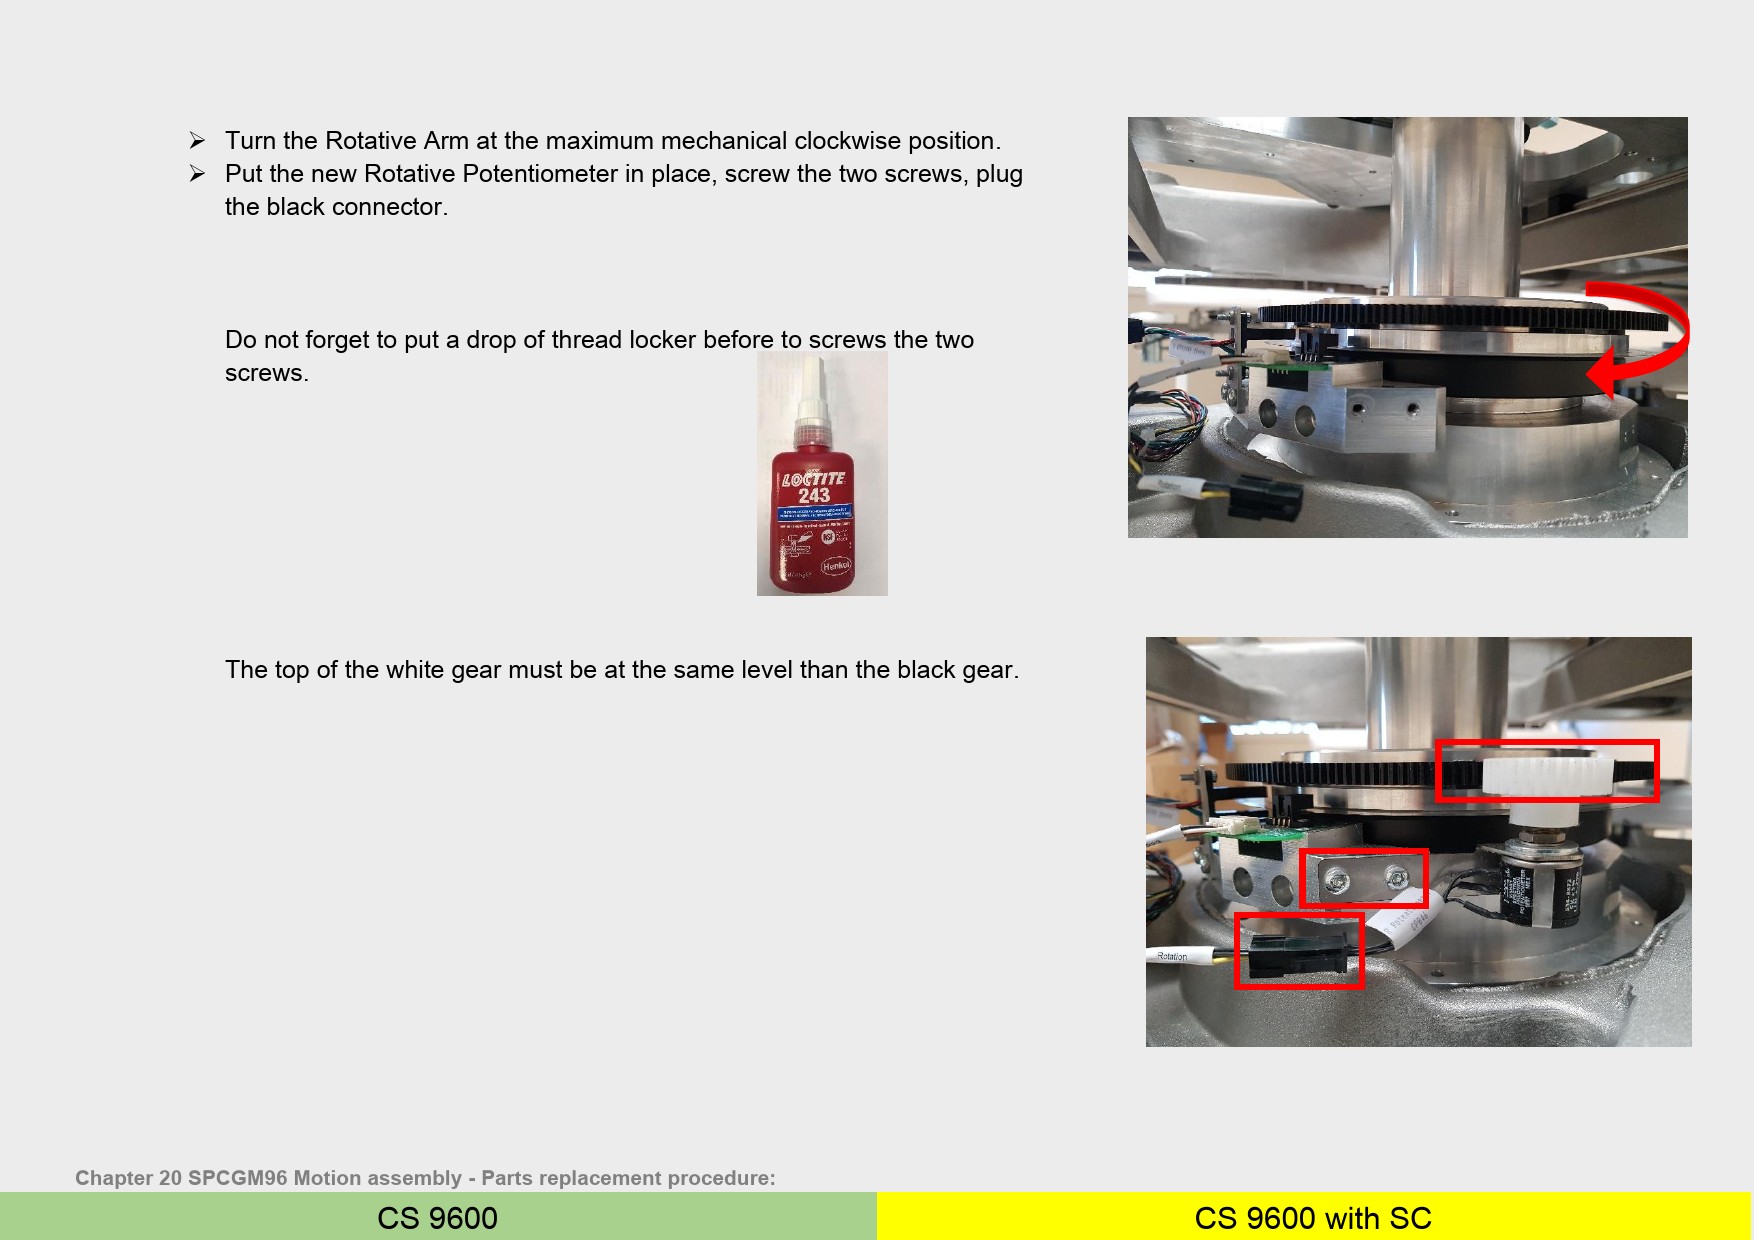 ➢ Turn the Rotative Arm at the maximum mechanical clockwise position.
➢ Put the new Rotative Potentiometer in place, screw the two screws, plug
the black connector.
Do not forget to put a drop of thread locker before to screws the two
screws.
LOCTITE
243
Henkel
The top of the white gear must be at the same level than the black gear.
Rotation
Rotation
Chapter 20 SPCGM96 Motion assembly - Parts replacement procedure:
CS 9600
CS 9600 with SC